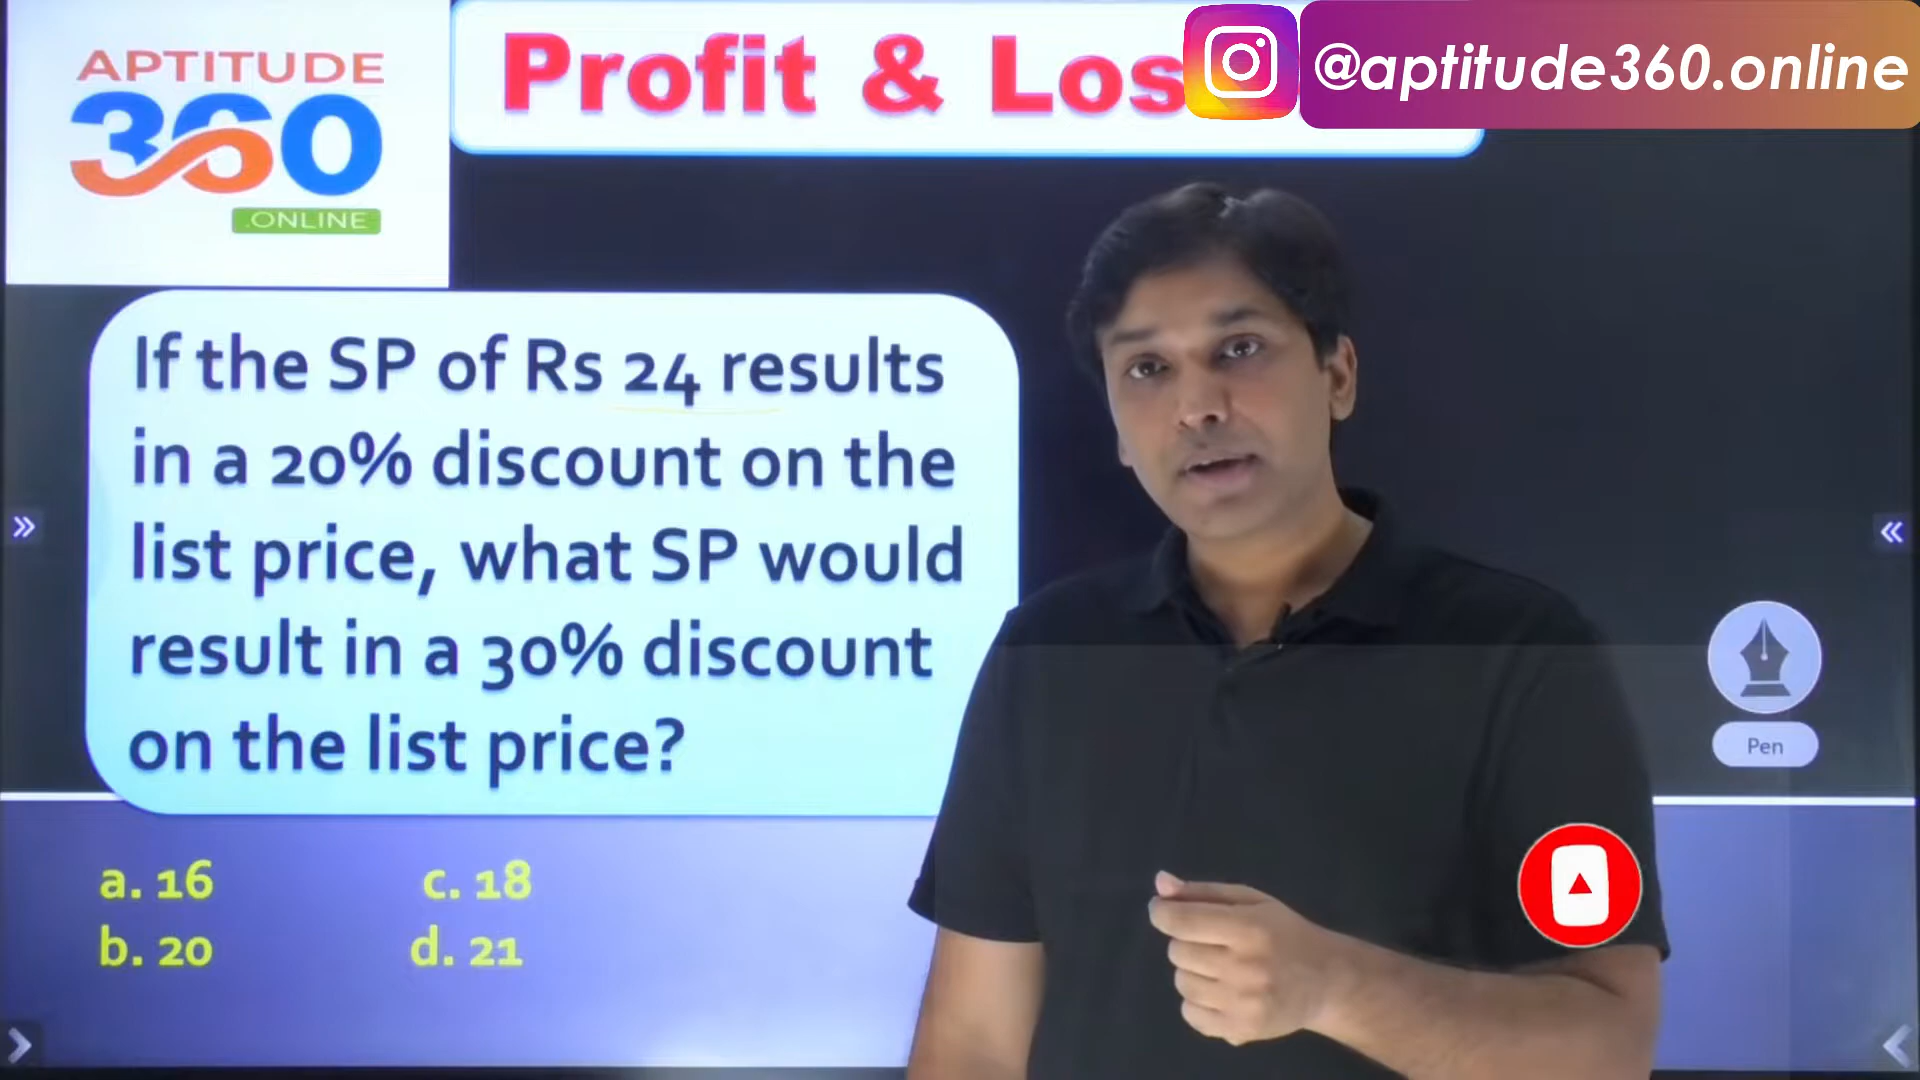 APTITUDE
360
.ONLINE
Profit & Los
@aptitude360.online
If the SP of Rs 24 results
in a 20% discount on the
list price, what SP would
result in a 30% discount
on the list price?
Pen
a. 16
c. 18
b. 20
d. 21